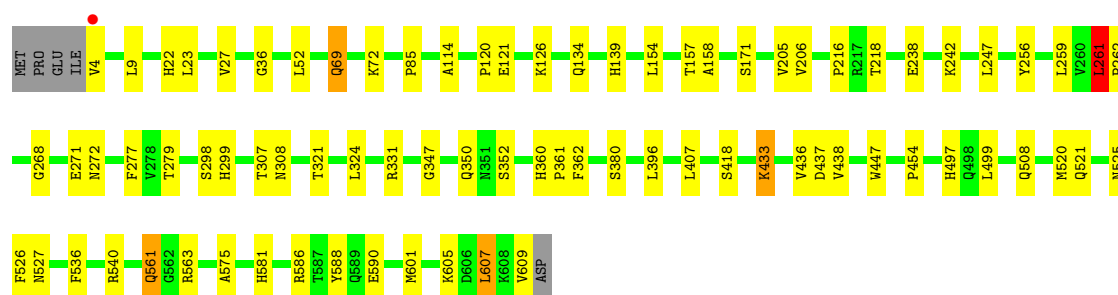 MET PRO GLU ILE V4 L9 H22 L23 V27 G36 L52 Q69 K72 P85 A114 P120 E121 K126 Q134 H139 L154 T157 A158 S171 V205 V206 P216 R217 T218 E238 K242 L247 Y256 L259 V260 L261
G268 E271 N272 F277 V278 T279 S298 H299 T307 N308 T321 L324 R331 G347 Q350 N351 S352 H360 P361 F362 S380 L396 L407 S418 K433 V436 D437 V438 W447 P454 H497 Q498 L499 Q508 M520 Q521
F526 N527 F536 R540 Q561 G562 R563 A575 H581 R586 T587 Y588 Q589 E590 M601 K605 D606 L607 K608 V609 ASP